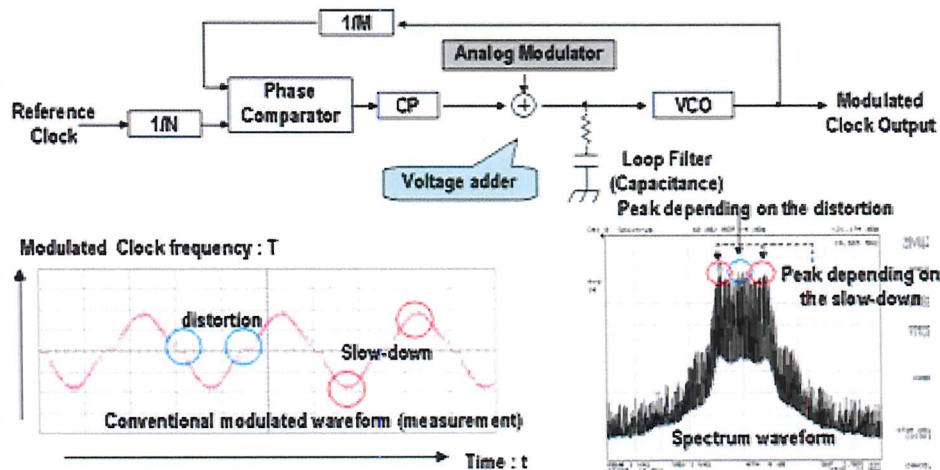 1/M
Analog Modulator
Phase
Comparator
CP
VCO
Reference
Clock
1/N
Modulated
Clock Output
Voltage adder
Loop Filter
(Capacitance)
Peak depending on the distortion
Modulated Clock frequency : T
distortion
Slow-down
Conventional modulated waveform (measurement)
Time : t
Peak depending on
the slow-down
Spectrum waveform